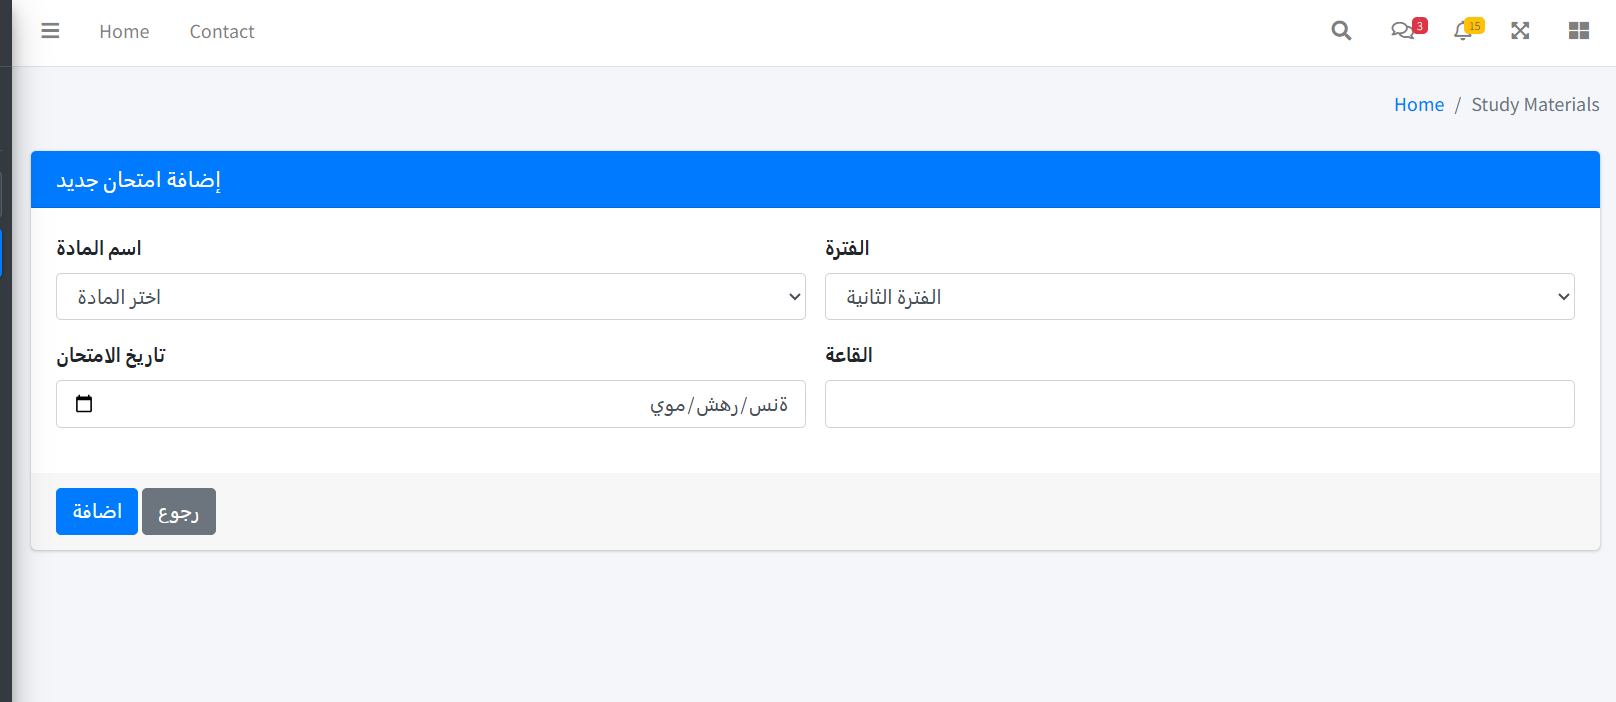 Home Contact 3 15
Home / Study Materials
إضافة امتحان جديد
اسم المادة
اختر المادة
الفترة
الفترة الثانية
تاريخ الامتحان
ةنس/رهش/موي
القاعة
اضافة
رجوع